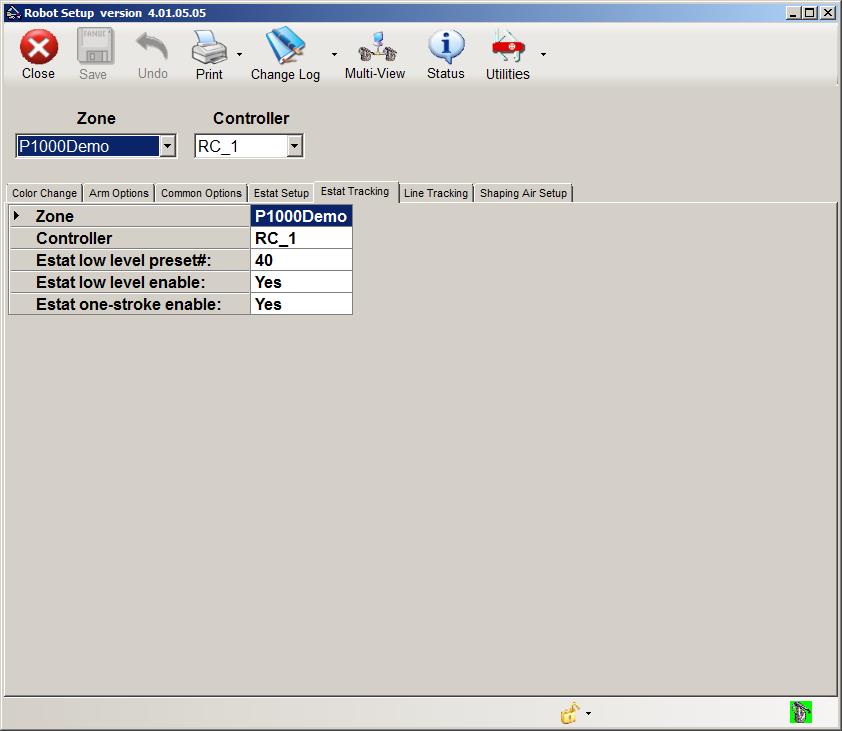 Robot Setup version 4.01.05.05
FANUC
Close Save Undo Print Change Log Multi-View Status Utilities
Zone Controller
P1000Demo RC_1
Color Change Arm Options Common Options Estat Setup Estat Tracking Line Tracking Shaping Air Setup
Zone P1000Demo
Controller RC_1
Estat low level preset#: 40
Estat low level enable: Yes
Estat one-stroke enable: Yes